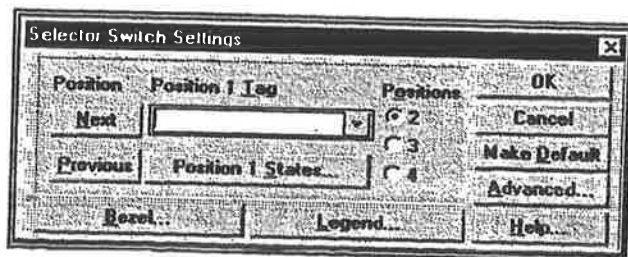 Selector Switch Settings
Position
Position 1 Tag
Positions
OK
Next
2
Cancel
3
Make Default
Previous
Position 1 States...
4
Advanced...
Bezel...
Legend...
Help...